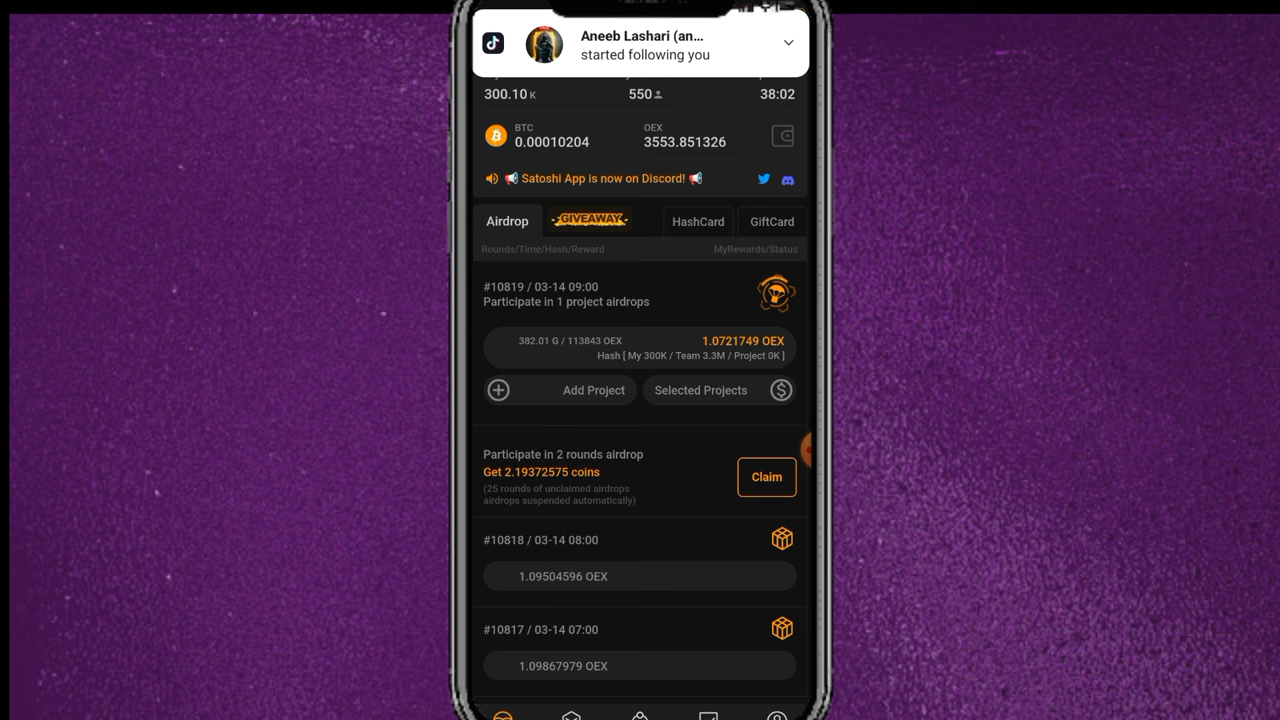 Aneeb Lashari (an...
started following you
300.10 K
550
38:02
BTC
0.00010204
OEX
3553.851326
Satoshi App is now on Discord!
Airdrop
GIVEAWAY
HashCard
GiftCard
Rounds/Time/Hash/Reward
MyRewards/Status
#10819 / 03-14 09:00
Participate in 1 project airdrops
382.01 G / 113843 OEX
1.0721749 OEX
Hash [ My 300K / Team 3.3M / Project 0K ]
Add Project
Selected Projects
Participate in 2 rounds airdrop
Get 2.19372575 coins
(25 rounds of unclaimed airdrops
airdrops suspended automatically)
Claim
#10818 / 03-14 08:00
1.09504596 OEX
#10817 / 03-14 07:00
1.09867979 OEX